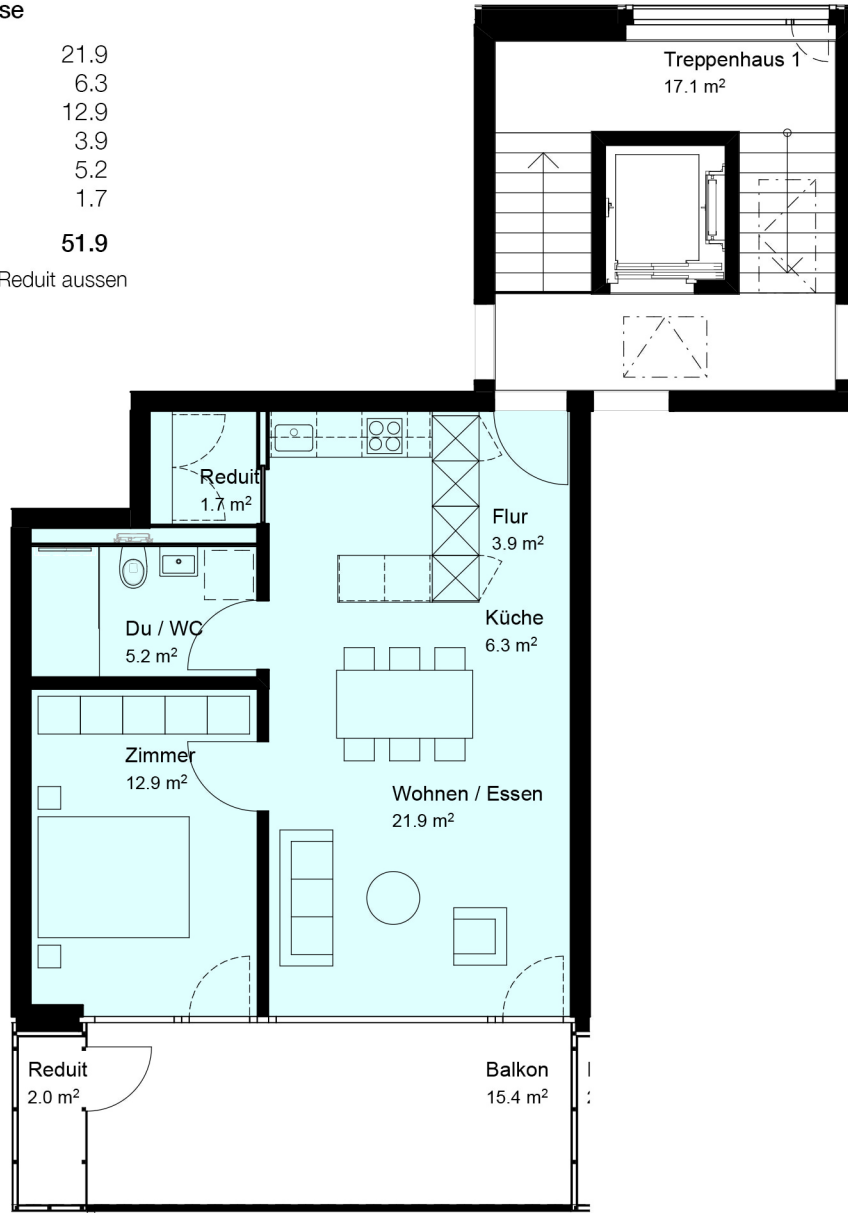 se
21.9
6.3
12.9
3.9
5.2
1.7
51.9
Reduit aussen
Treppenhaus 1
17.1 m²
Reduit
1.7 m²
Flur
3.9 m²
Küche
6.3 m²
Du / WC
5.2 m²
Zimmer
12.9 m²
Wohnen / Essen
21.9 m²
Reduit
2.0 m²
Balkon
15.4 m²